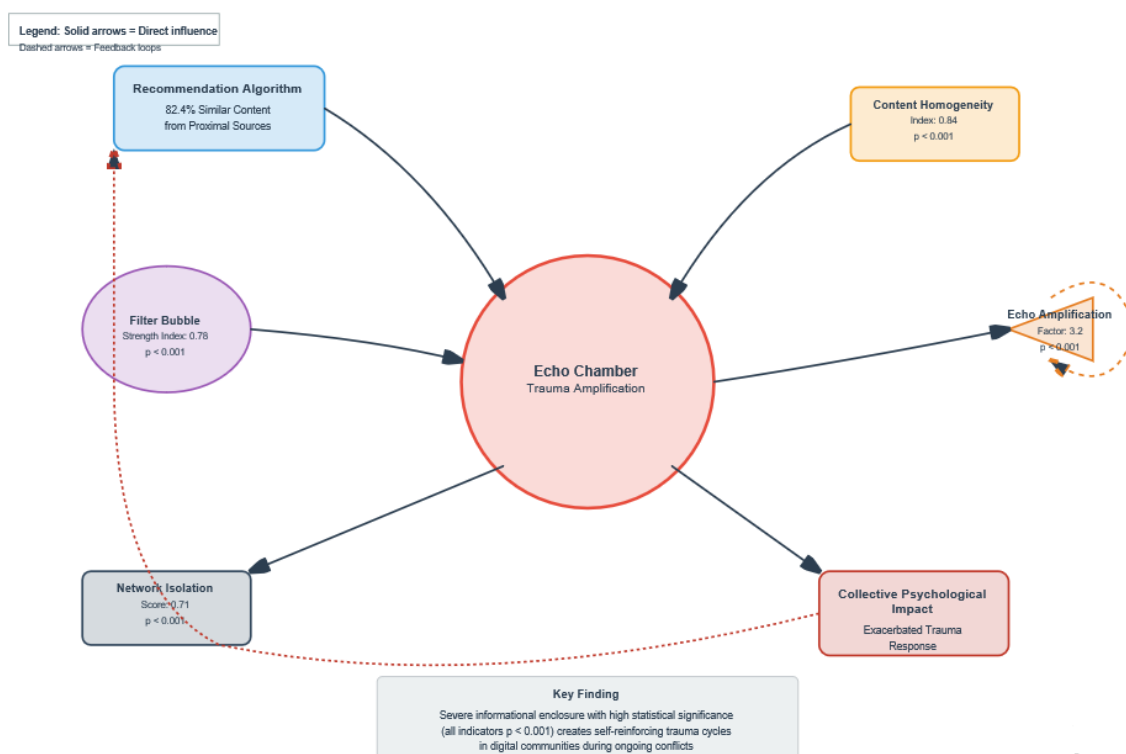 Legend: Solid arrows = Direct influence
Dashed arrows = Feedback loops
Recommendation Algorithm
82.4% Similar Content
from Proximal Sources
Content Homogeneity
Index: 0.84
p < 0.001
Filter Bubble
Strength Index: 0.78
p < 0.001
Echo Amplification
Factor: 3.2
p < 0.001
Echo Chamber
Trauma Amplification
Network Isolation
Score: 0.71
p < 0.001
Collective Psychological
Impact
Exacerbated Trauma
Response
Key Finding
Severe informational enclosure with high statistical significance
(all indicators p < 0.001) creates self-reinforcing trauma cycles
in digital communities during ongoing conflicts